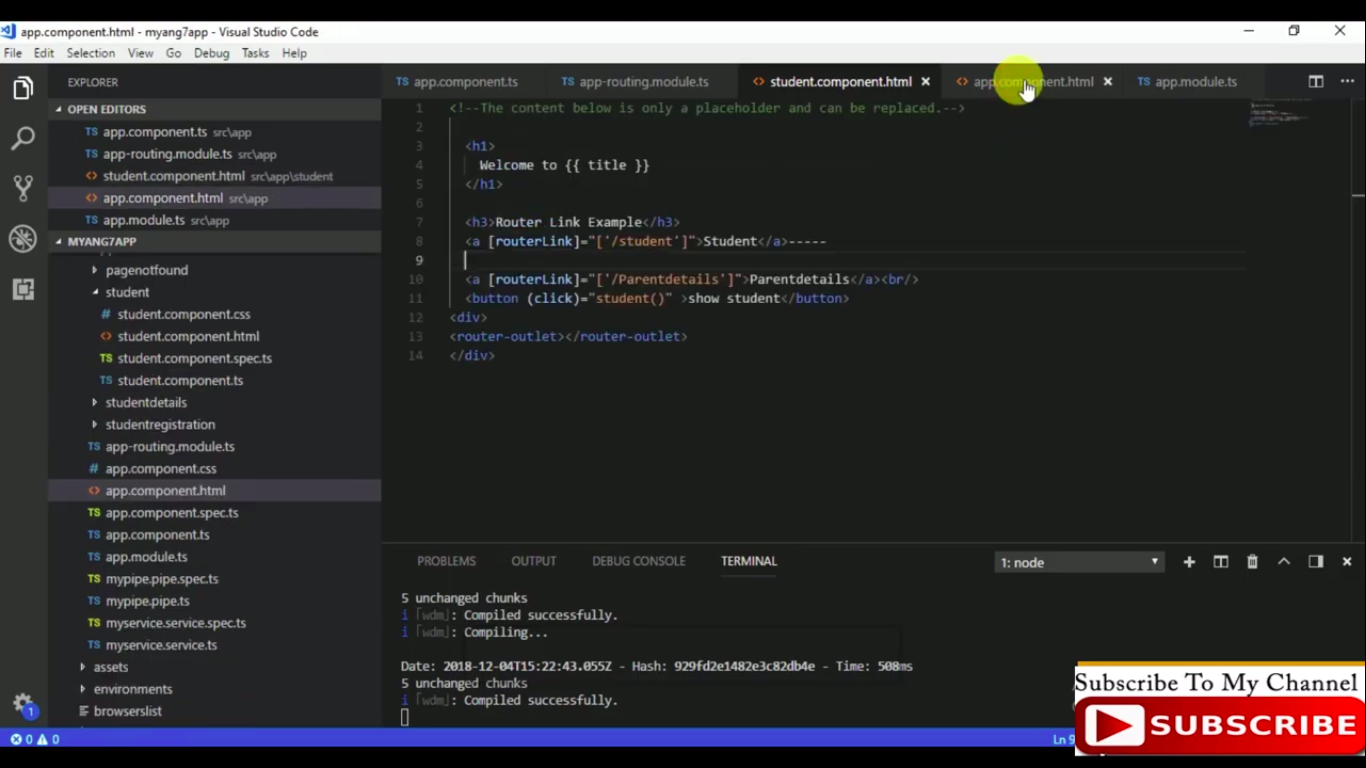 app.component.html - myang7app - Visual Studio Code
File Edit Selection View Go Debug Tasks Help
EXPLORER
OPEN EDITORS
TS app.component.ts src\app
TS app-routing.module.ts src\app
<> student.component.html src\app\student
<> app.component.html src\app
TS app.module.ts src\app
MYANG7APP
pagenotfound
student
# student.component.css
<> student.component.html
TS student.component.spec.ts
TS student.component.ts
studentdetails
studentregistration
TS app-routing.module.ts
# app.component.css
<> app.component.html
TS app.component.spec.ts
TS app.component.ts
TS app.module.ts
TS mypipe.pipe.spec.ts
TS mypipe.pipe.ts
TS myservice.service.spec.ts
TS myservice.service.ts
assets
environments
browserslist
TS app.component.ts TS app-routing.module.ts <> student.component.html <> app.component.html TS app.module.ts
1 <!--The content below is only a placeholder and can be replaced.-->
2
3 <h1>
4 Welcome to {{ title }}
5 </h1>
6
7 <h3>Router Link Example</h3>
8 <a [routerLink]="['/student']">Student</a>-----
9
10 <a [routerLink]="['/Parentdetails']">Parentdetails</a><br/>
11 <button (click)="student()" >show student</button>
12 <div>
13 <router-outlet></router-outlet>
14 </div>
PROBLEMS OUTPUT DEBUG CONSOLE TERMINAL 1: node
5 unchanged chunks
i ｢wdm｣: Compiled successfully.
i ｢wdm｣: Compiling...
Date: 2018-12-04T15:22:43.055Z - Hash: 929fd2e1482e3c82db4e - Time: 508ms
5 unchanged chunks
i ｢wdm｣: Compiled successfully.
1
0 0
Ln 9
Subscribe To My Channel
SUBSCRIBE